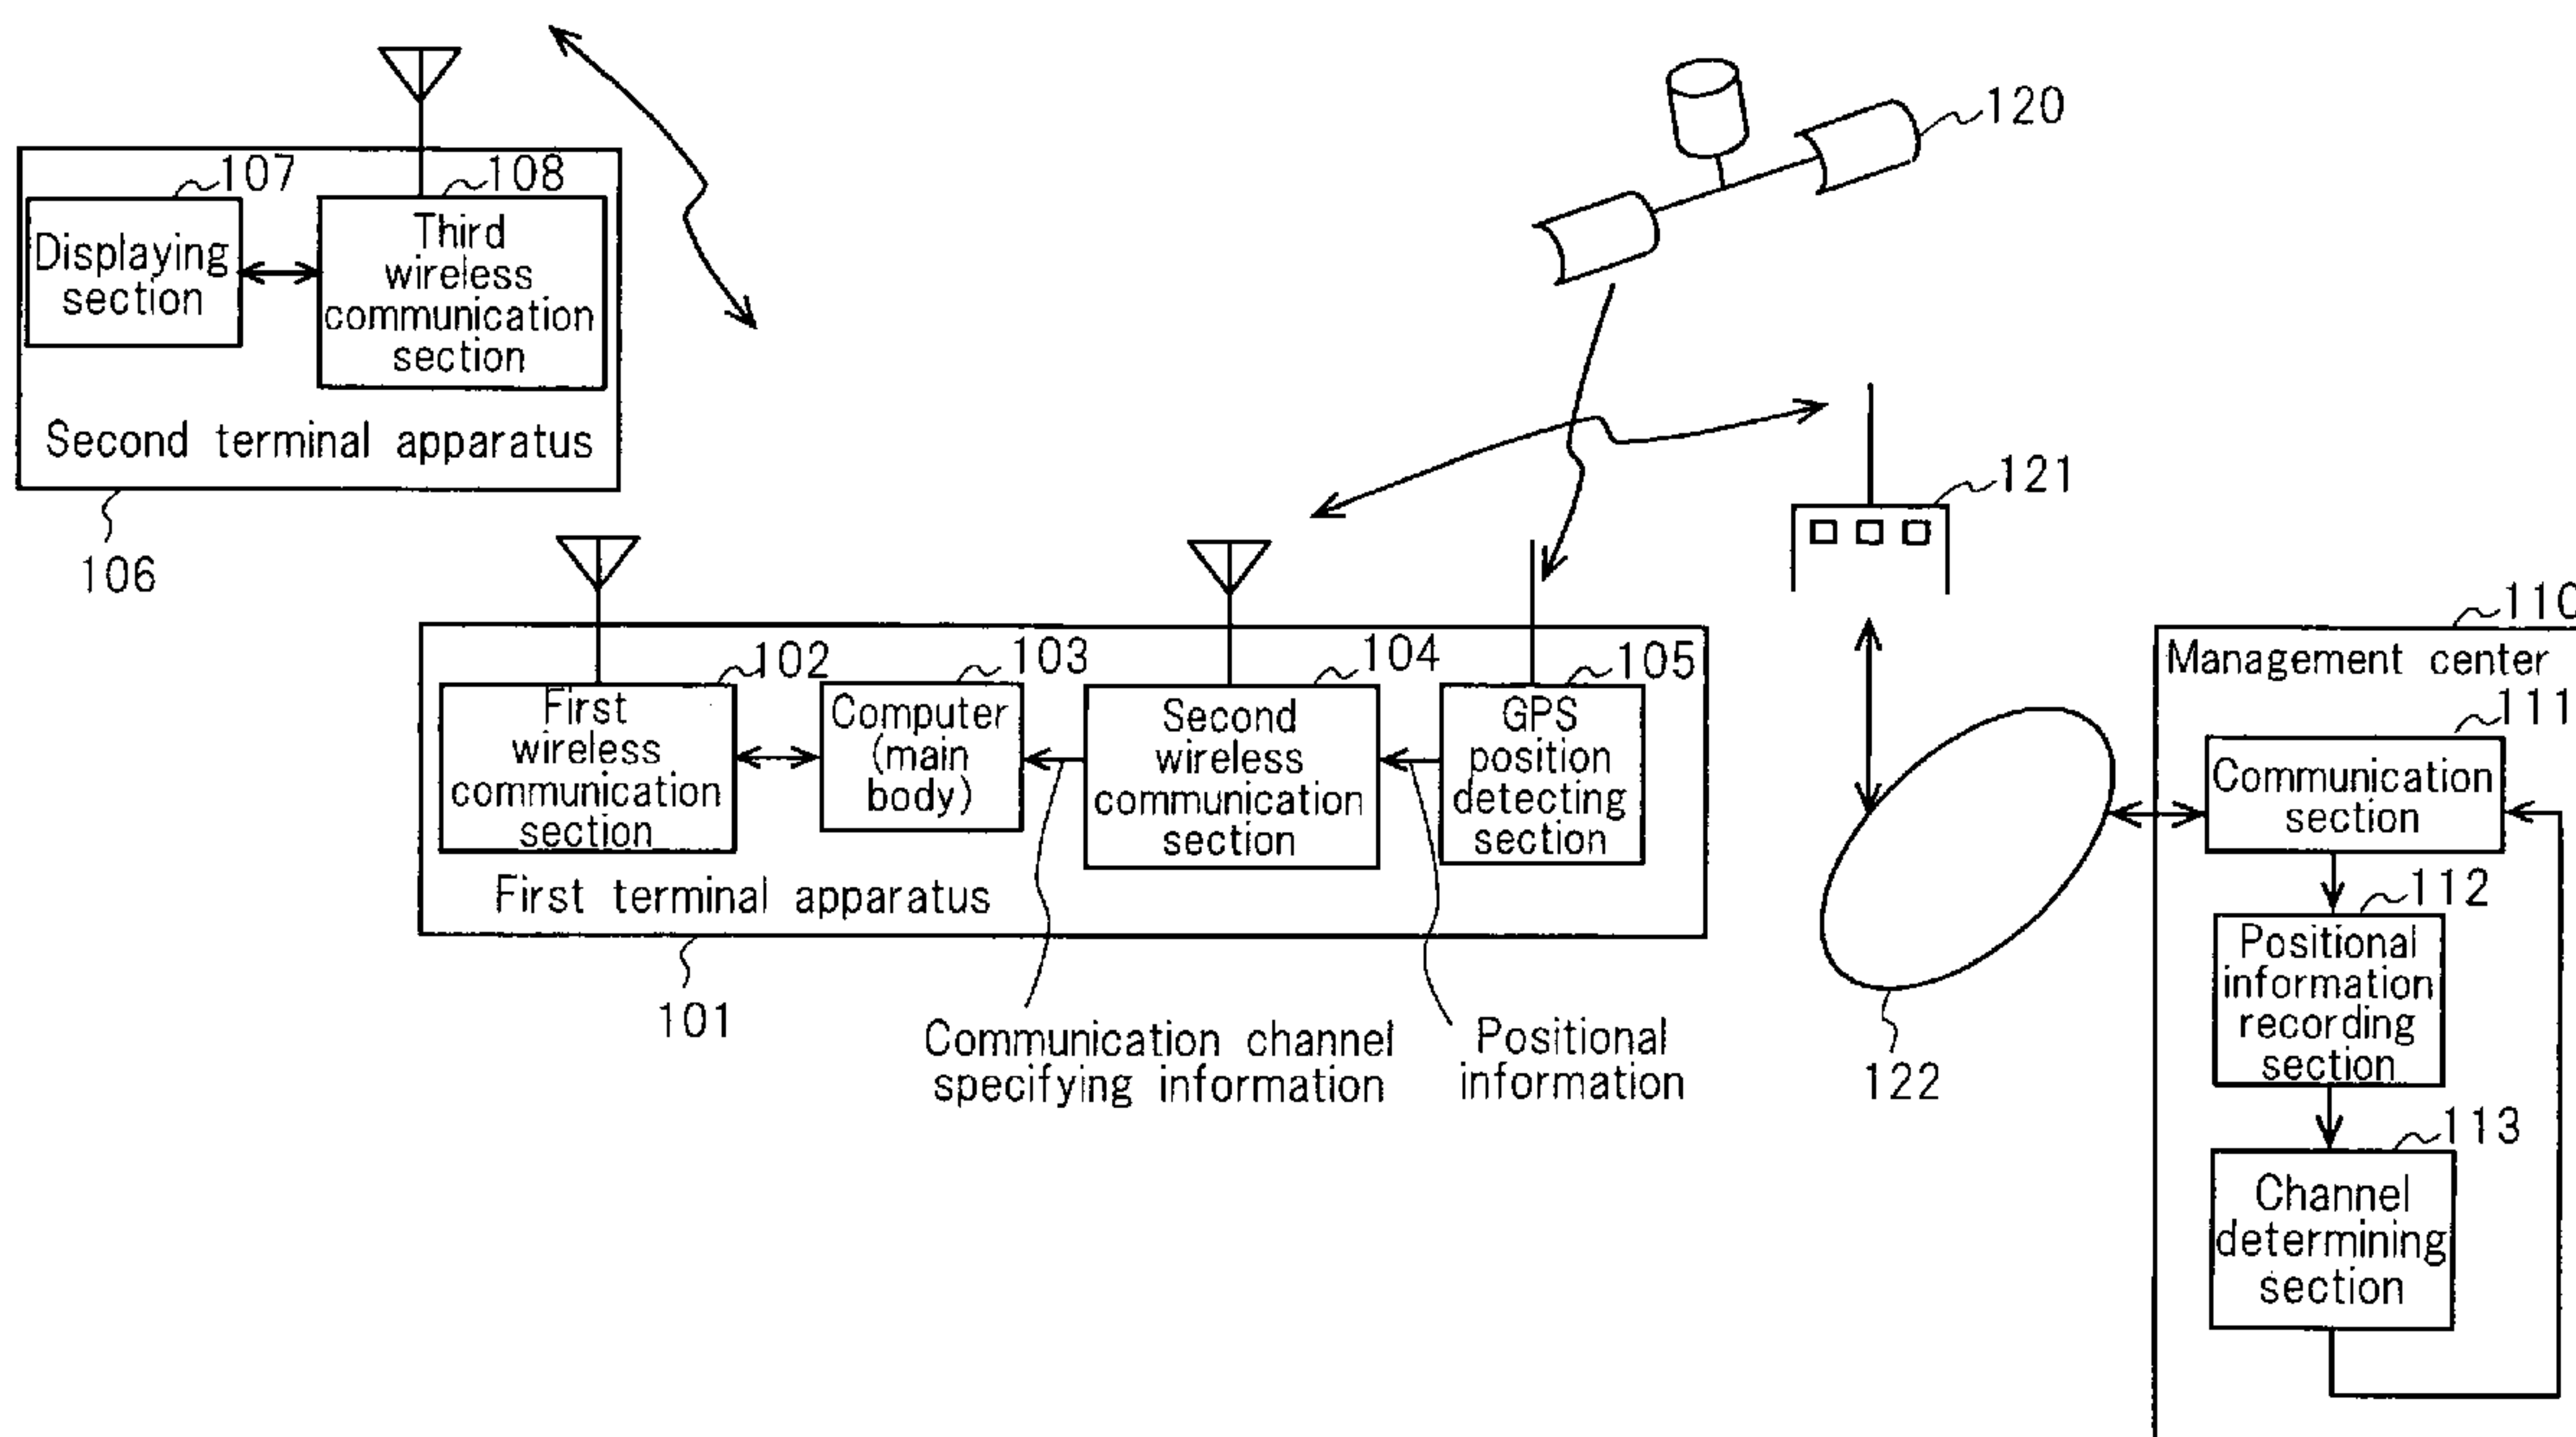 120
107
108
Displaying
section
Third
wireless
communication
section
Second terminal apparatus
106
121
110
Management center
102
103
104
105
First
wireless
communication
section
Computer
(main
body)
Second
wireless
communication
section
GPS
position
detecting
section
First terminal apparatus
101
Communication channel
specifying information
Positional
information
122
111
Communication
section
112
Positional
information
recording
section
113
Channel
determining
section